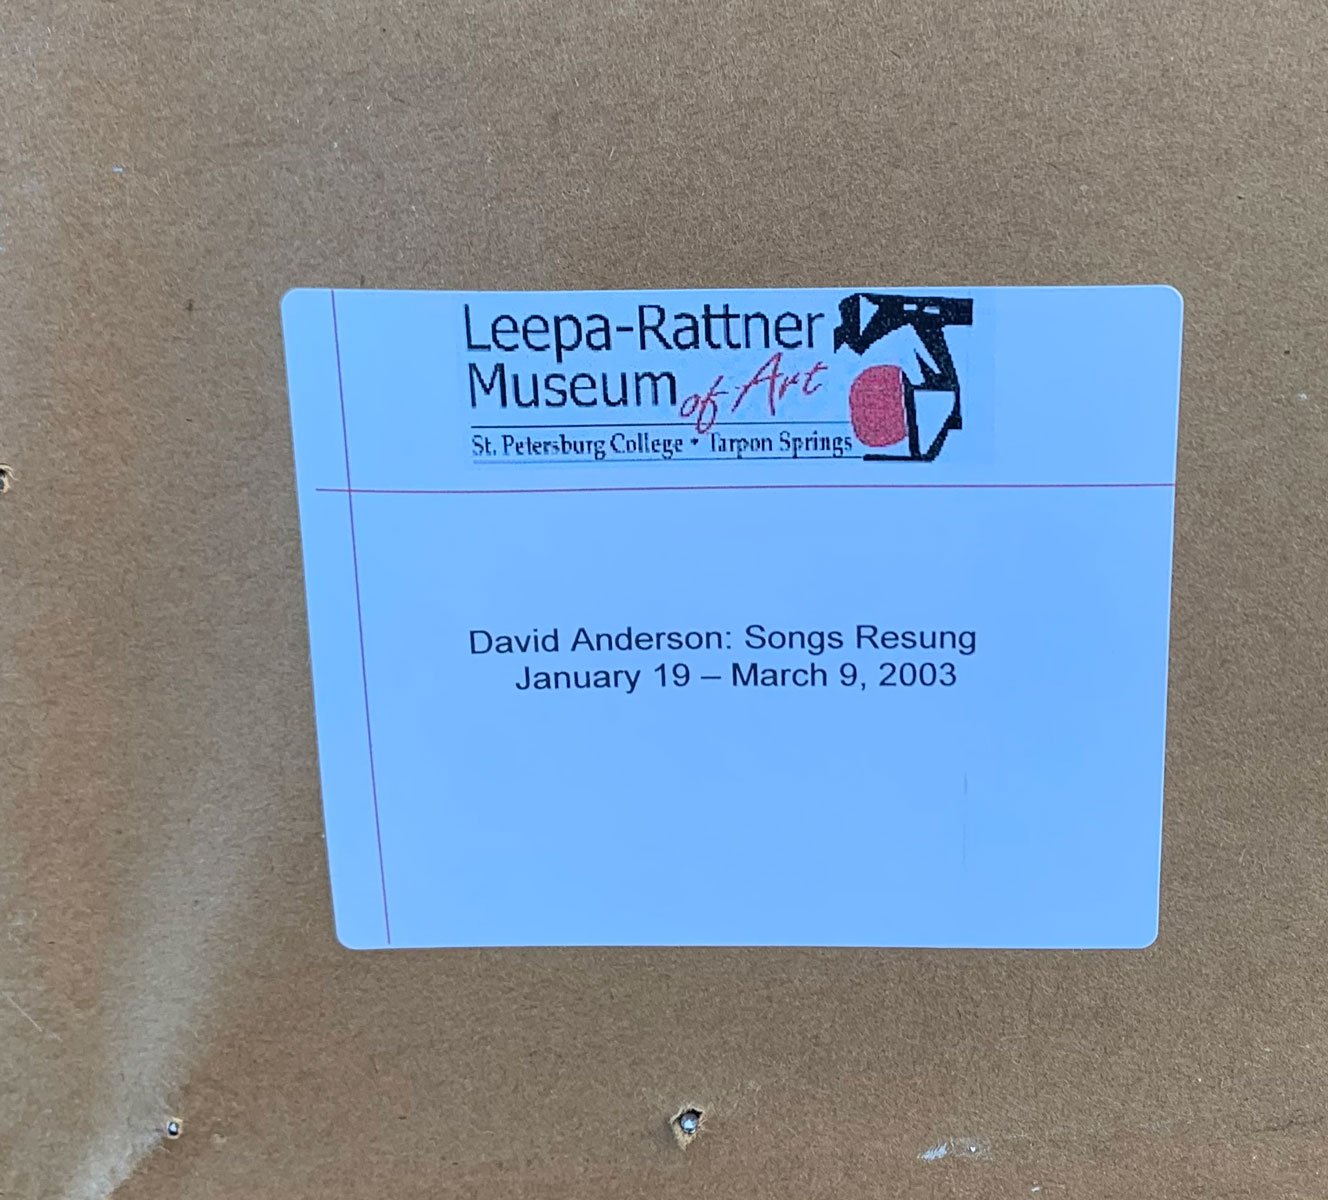 Leepa-Rattner
Museum of Art
St. Petersburg College • Tarpon Springs
David Anderson: Songs Resung
January 19 – March 9, 2003